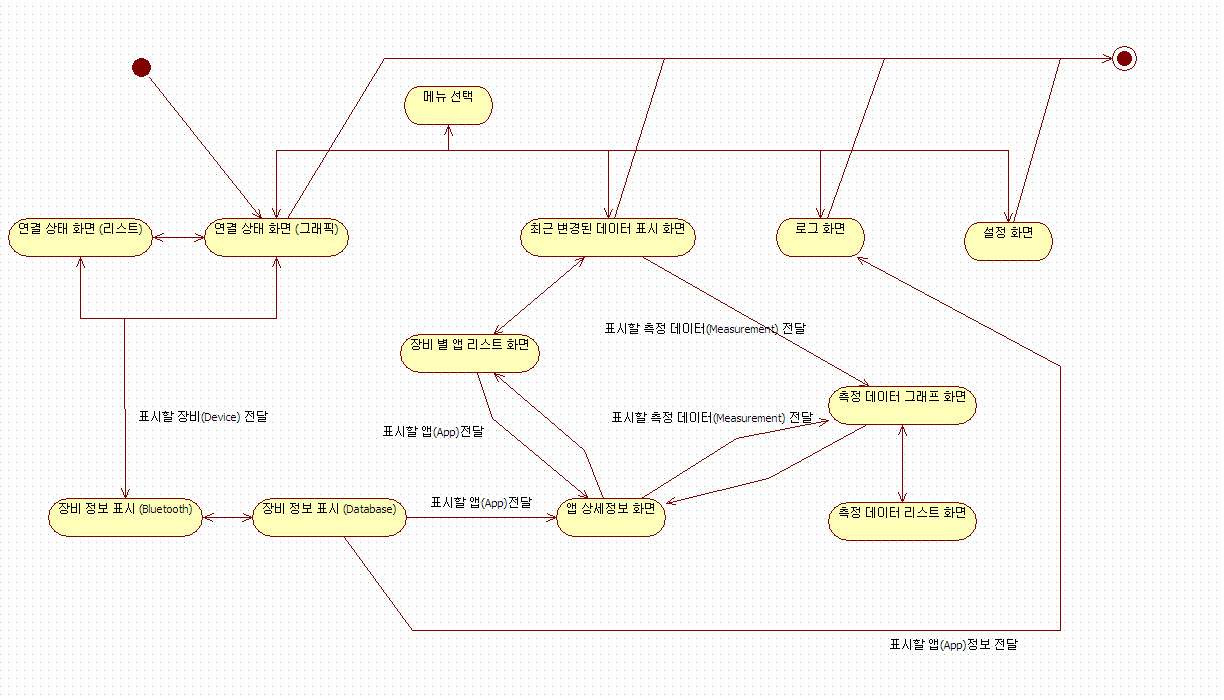 메뉴 선택
연결 상태 화면 (리스트)
연결 상태 화면 (그래픽)
최근 변경된 데이터 표시 화면
로그 화면
설정 화면
표시할 측정 데이터(Measurement) 전달
장비 별 앱 리스트 화면
측정 데이터 그래프 화면
표시할 장비(Device) 전달
표시할 측정 데이터(Measurement) 전달
표시할 앱(App)전달
표시할 앱(App)전달
장비 정보 표시 (Bluetooth)
장비 정보 표시 (Database)
앱 상세정보 화면
측정 데이터 리스트 화면
표시할 앱(App)정보 전달